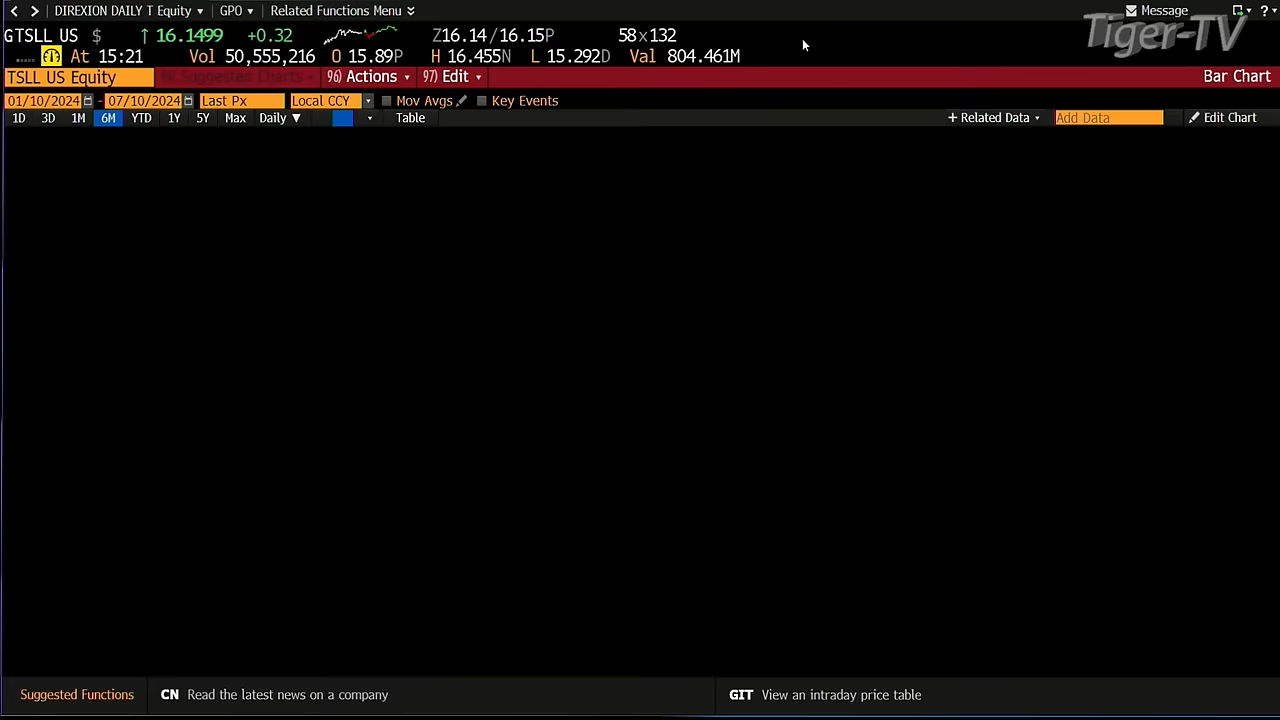 DIREXION DAILY T Equity GPO Related Functions Menu Message ?
Tiger-TV
GTSLL US $ ↑ 16.1499 +0.32 Z16.14/16.15P 58x132
At 15:21 Vol 50,555,216 O 15.89P H 16.455N L 15.292D Val 804.461M
TSLL US Equity Suggested Charts 96) Actions 97) Edit Bar Chart
01/10/2024 - 07/10/2024 Last Px Local CCY Mov Avgs Key Events
1D 3D 1M 6M YTD 1Y 5Y Max Daily ▼ Table + Related Data Add Data Edit Chart
Suggested Functions CN Read the latest news on a company GIT View an intraday price table